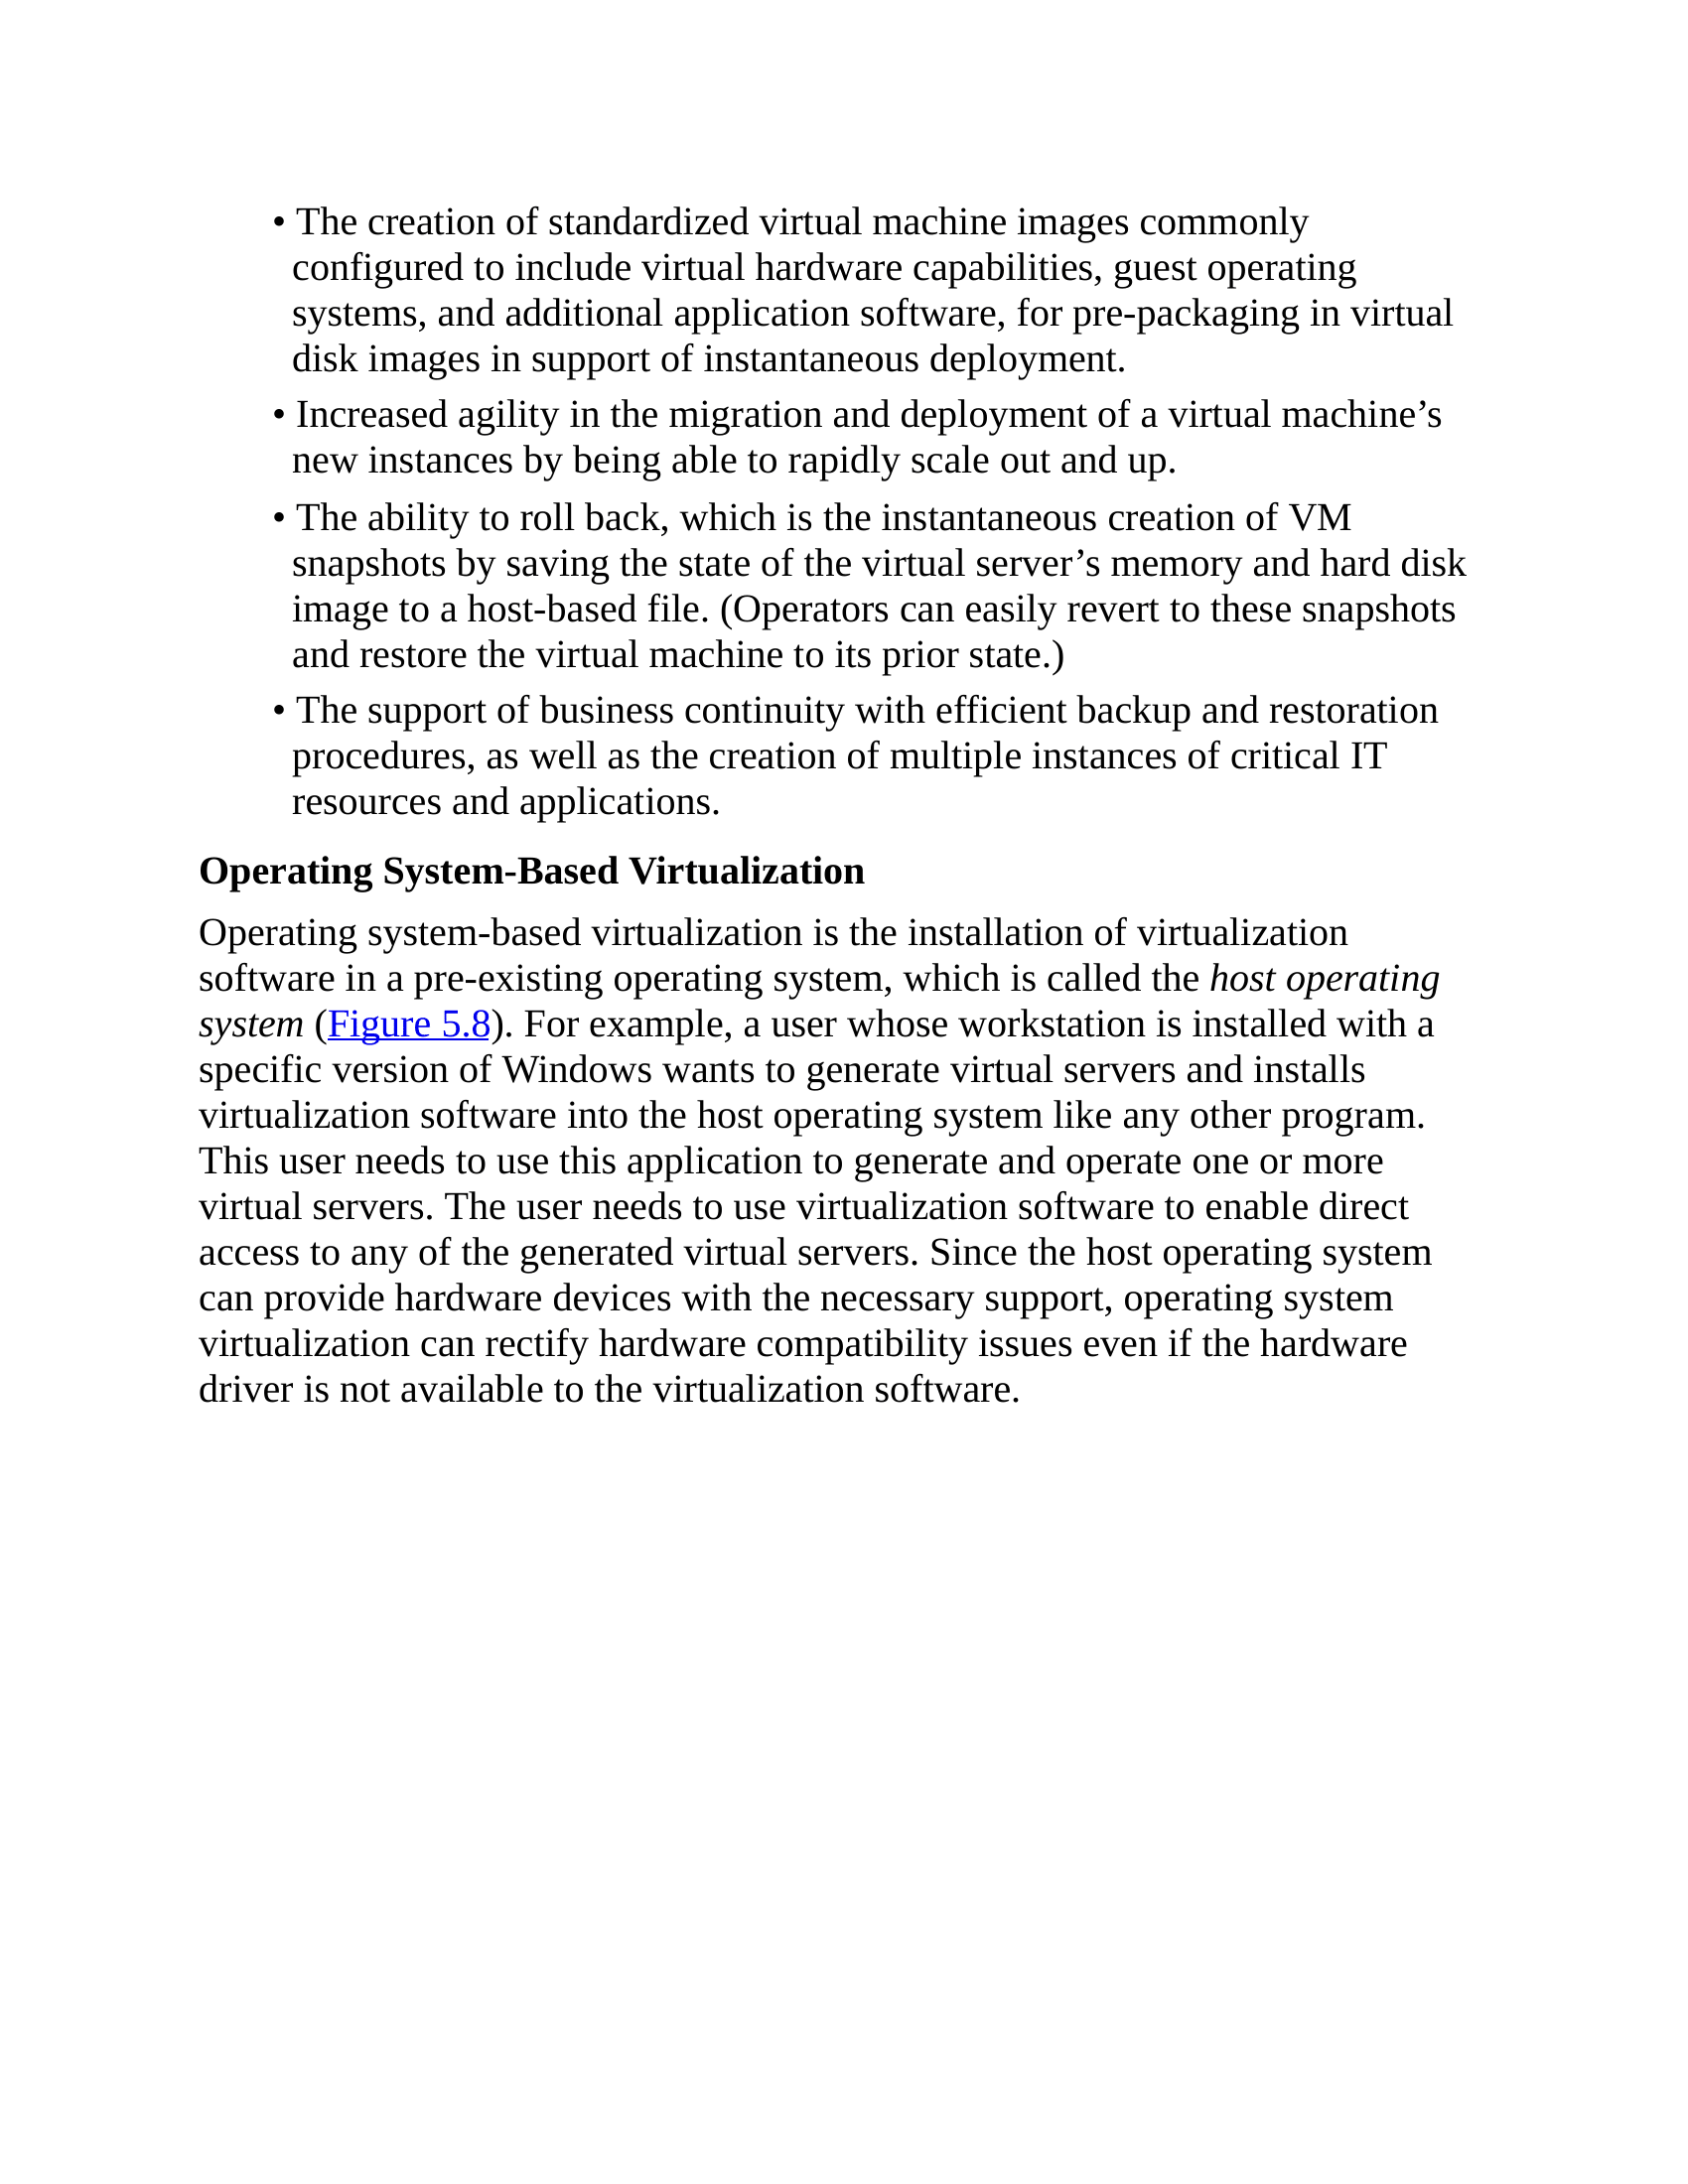 • The creation of standardized virtual machine images commonly
configured to include virtual hardware capabilities, guest operating
systems, and additional application software, for pre-packaging in virtual
disk images in support of instantaneous deployment.
• Increased agility in the migration and deployment of a virtual machine’s
new instances by being able to rapidly scale out and up.
• The ability to roll back, which is the instantaneous creation of VM
snapshots by saving the state of the virtual server’s memory and hard disk
image to a host-based file. (Operators can easily revert to these snapshots
and restore the virtual machine to its prior state.)
• The support of business continuity with efficient backup and restoration
procedures, as well as the creation of multiple instances of critical IT
resources and applications.
Operating System-Based Virtualization
Operating system-based virtualization is the installation of virtualization
software in a pre-existing operating system, which is called the host operating
system (Figure 5.8). For example, a user whose workstation is installed with a
specific version of Windows wants to generate virtual servers and installs
virtualization software into the host operating system like any other program.
This user needs to use this application to generate and operate one or more
virtual servers. The user needs to use virtualization software to enable direct
access to any of the generated virtual servers. Since the host operating system
can provide hardware devices with the necessary support, operating system
virtualization can rectify hardware compatibility issues even if the hardware
driver is not available to the virtualization software.